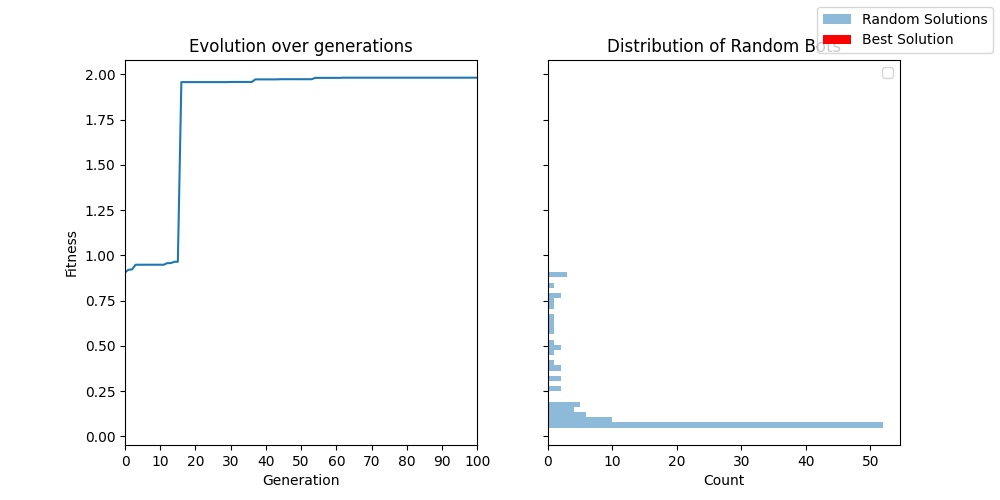 Random Solutions
Best Solution
Evolution over generations
Distribution of Random Bots
2.00
1.75
1.50
1.25
1.00
0.75
0.50
0.25
0.00
Fitness
0 10 20 30 40 50 60 70 80 90 100
0 10 20 30 40 50
Generation
Count